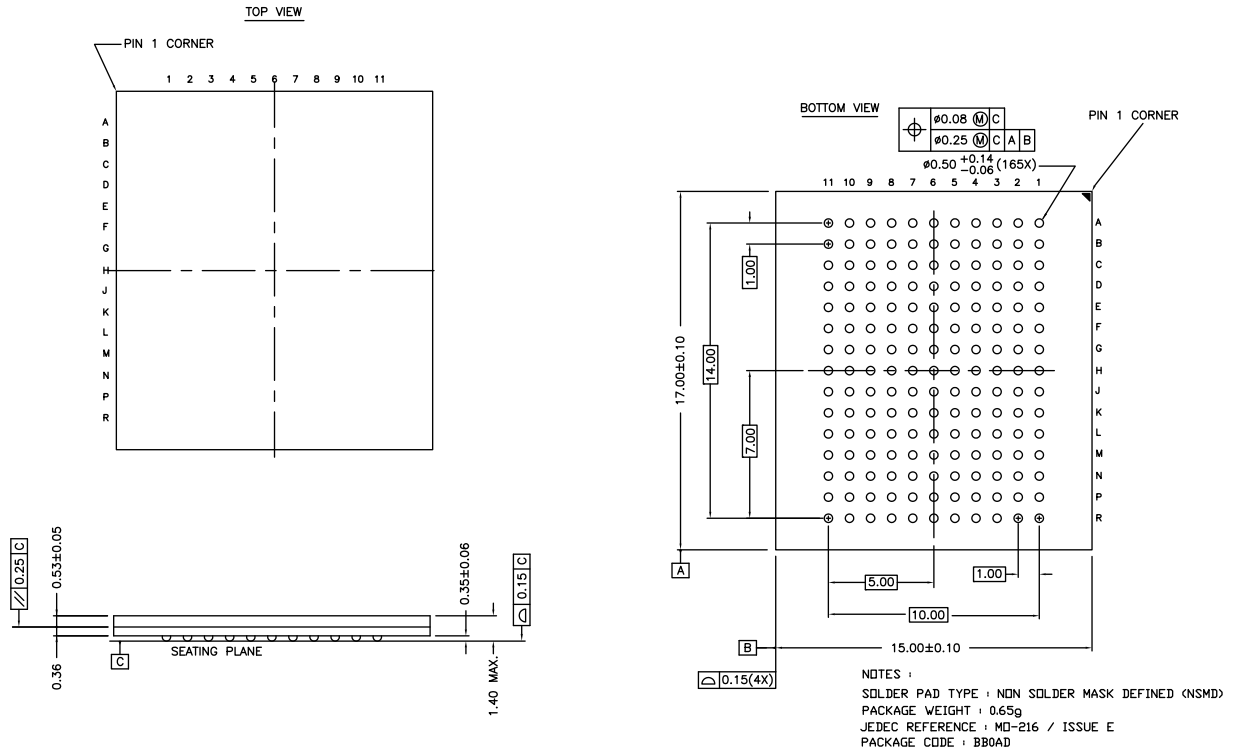 TOP VIEW
PIN 1 CORNER
1 2 3 4 5 6 7 8 9 10 11
A
B
C
D
E
F
G
H
J
K
L
M
N
P
R
BOTTOM VIEW
ø0.08 Ⓜ C
ø0.25 Ⓜ C A B
PIN 1 CORNER
ø0.50 +0.14 -0.06 (165X)
11 10 9 8 7 6 5 4 3 2 1
A
B
C
D
E
F
G
H
J
K
L
M
N
P
R
1.00
14.00
17.00±0.10
7.00
A
5.00
1.00
10.00
B
15.00±0.10
0.15(4X)
0.25 C
0.53±0.05
0.36
C
SEATING PLANE
0.35±0.06
0.15 C
1.40 MAX.
NOTES :
SOLDER PAD TYPE : NON SOLDER MASK DEFINED (NSMD)
PACKAGE WEIGHT : 0.65g
JEDEC REFERENCE : MO-216 / ISSUE E
PACKAGE CODE : BB0AD